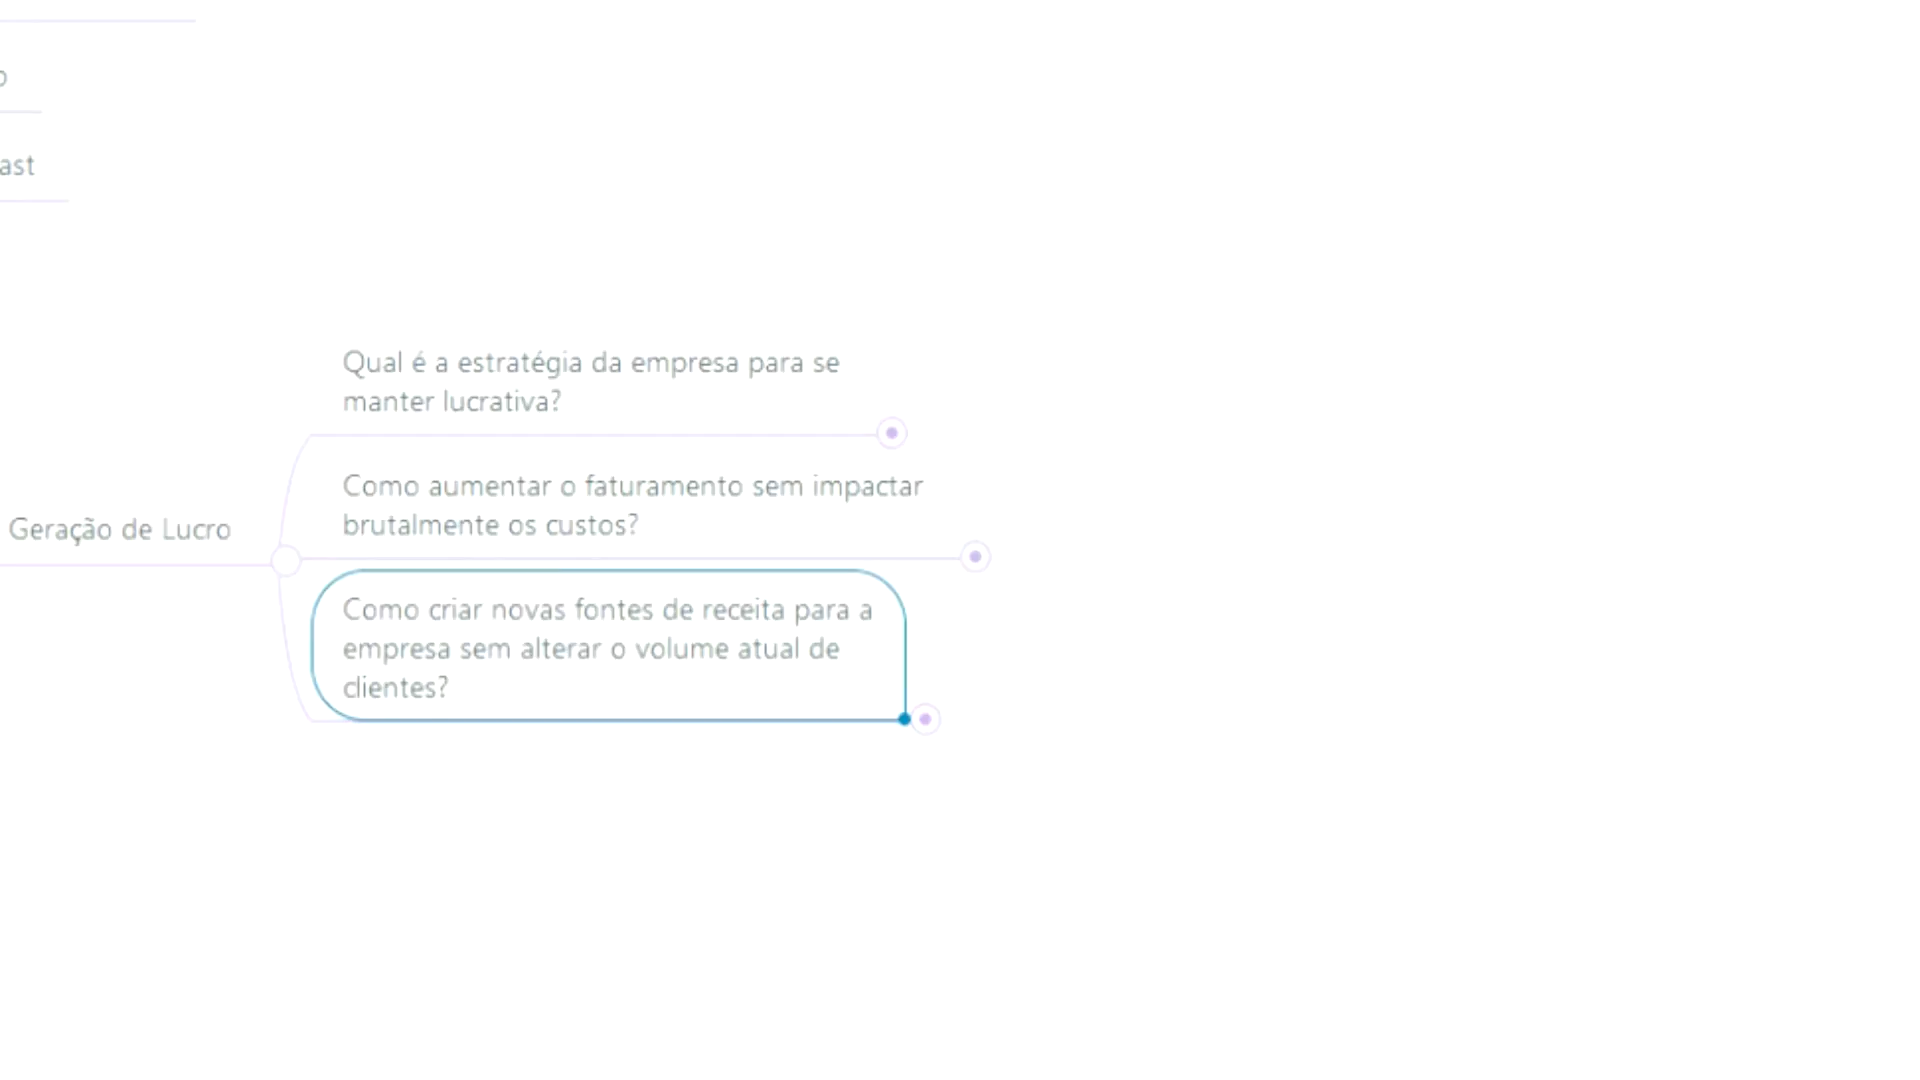 Qual é a estratégia da empresa para se
manter lucrativa?
Como aumentar o faturamento sem impactar
brutalmente os custos?
Geração de Lucro
Como criar novas fontes de receita para a
empresa sem alterar o volume atual de
clientes?